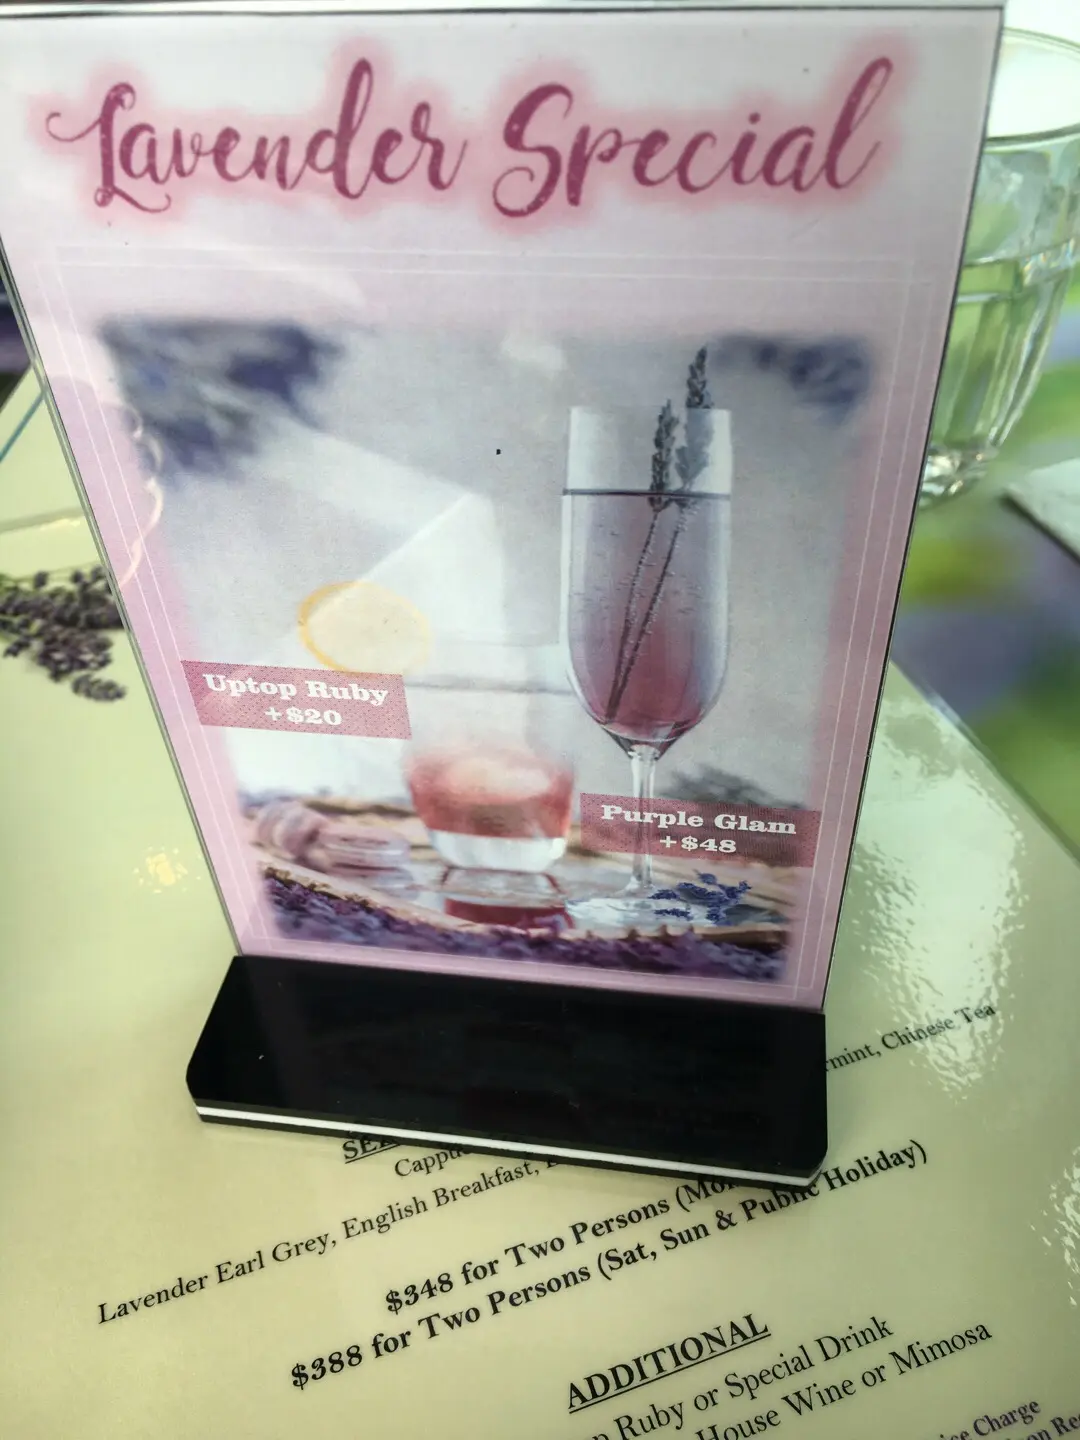 Lavender Special
Uptop Ruby
+$20
Purple Glam
+$48
Chinese Tea
Lavender Earl Grey, English Breakfast,
$348 for Two Persons
$388 for Two Persons (Sat, Sun & Public Holiday)
ADDITIONAL
Ruby or Special Drink
House Wine or Mimosa
Charge